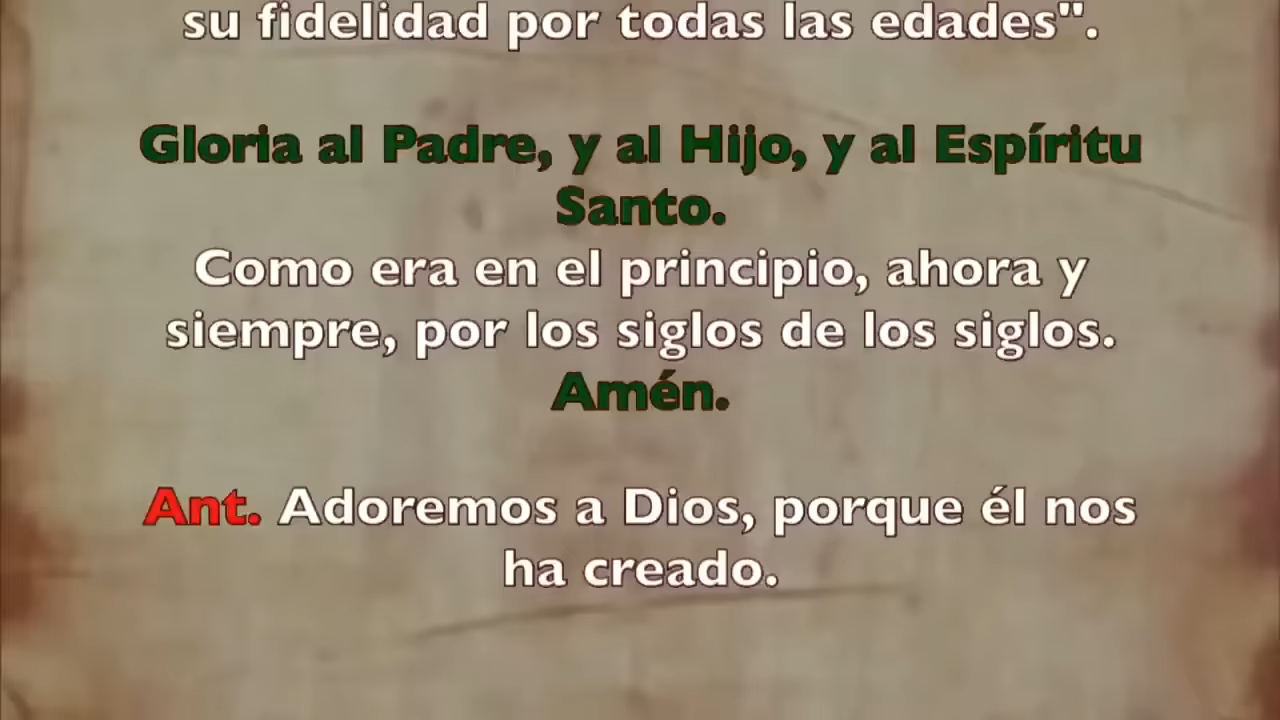 su fidelidad por todas las edades".
Gloria al Padre, y al Hijo, y al Espíritu
Santo.
Como era en el principio, ahora y
siempre, por los siglos de los siglos.
Amén.
Ant. Adoremos a Dios, porque él nos
ha creado.